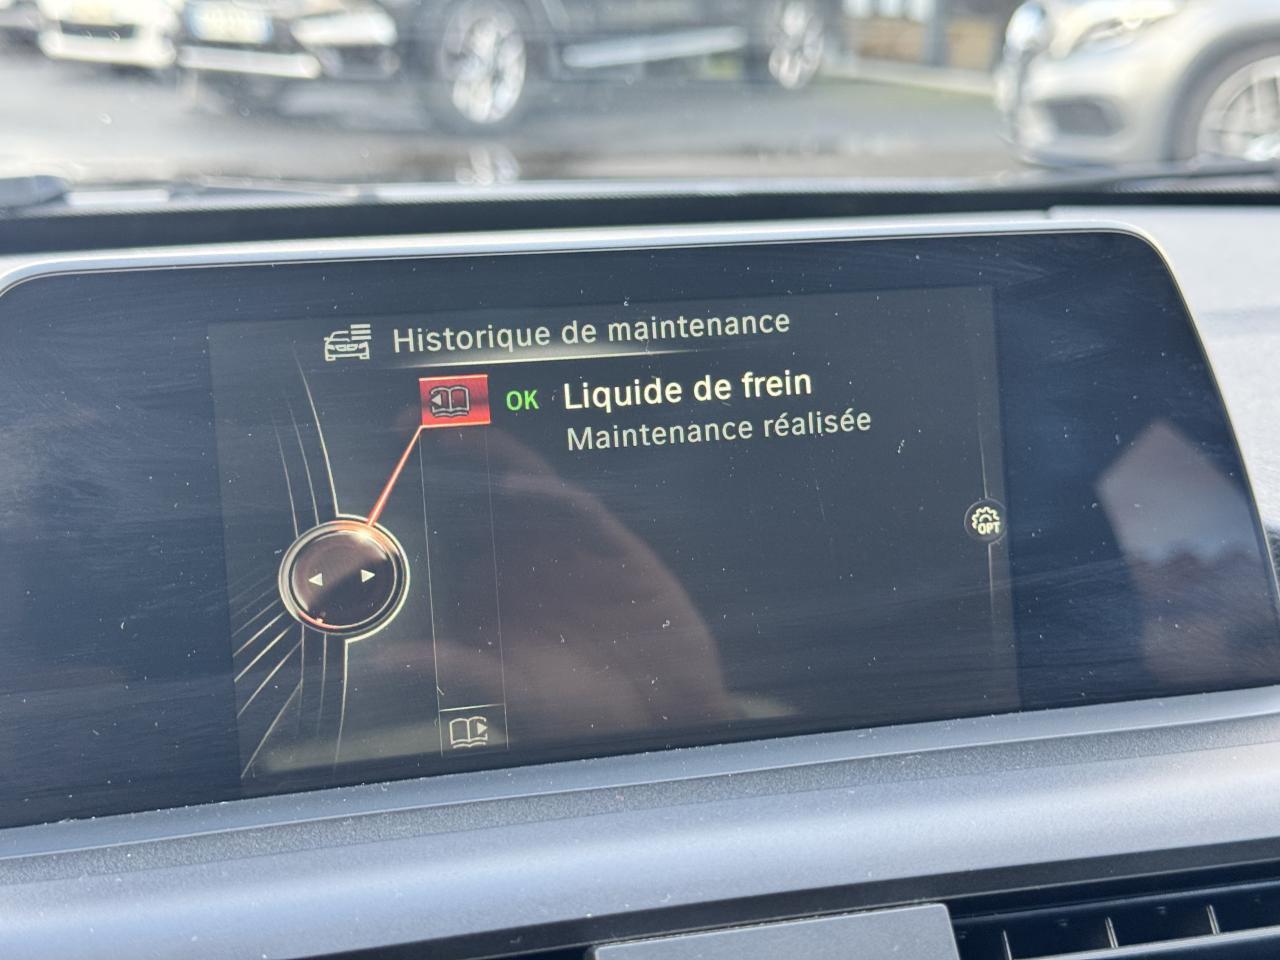 Historique de maintenance
OK Liquide de frein
Maintenance réalisée
OPT